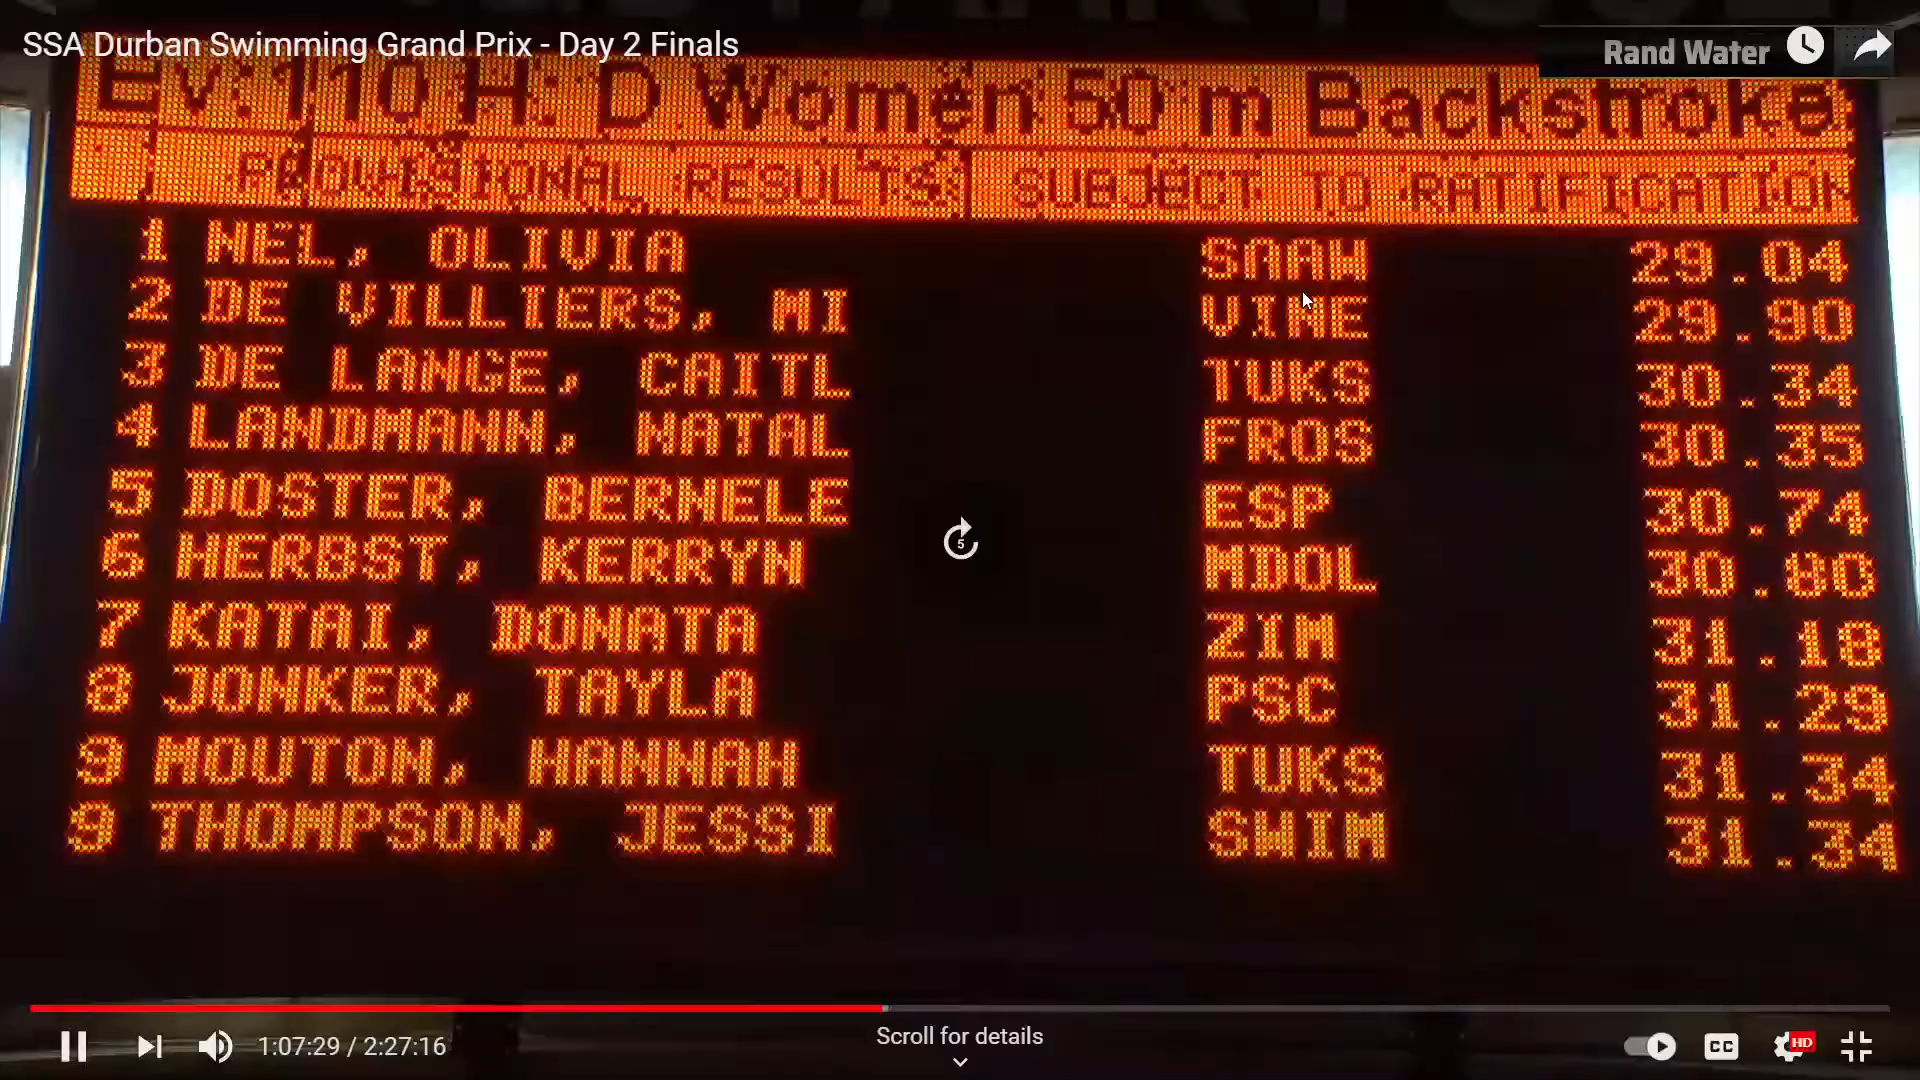 SSA Durban Swimming Grand Prix - Day 2 Finals
Rand Water
Ev: 110 H: D Women 50 m Backstroke
PROVISIONAL RESULTS SUBJECT TO RATIFICATION
1 NEL, OLIVIA SAAW 29.04
2 DE VILLIERS, MI VINE 29.90
3 DE LANGE, CAITL TUKS 30.34
4 LANDMANN, NATAL FROS 30.35
5 DOSTER, BERNELE ESP 30.74
6 HERBST, KERRYN MDOL 30.80
7 KATAI, DONATA ZIM 31.18
8 JONKER, TAYLA PSC 31.29
9 MOUTON, HANNAH TUKS 31.34
9 THOMPSON, JESSI SWIM 31.34
5
Scroll for details
1:07:29 / 2:27:16
CC
HD